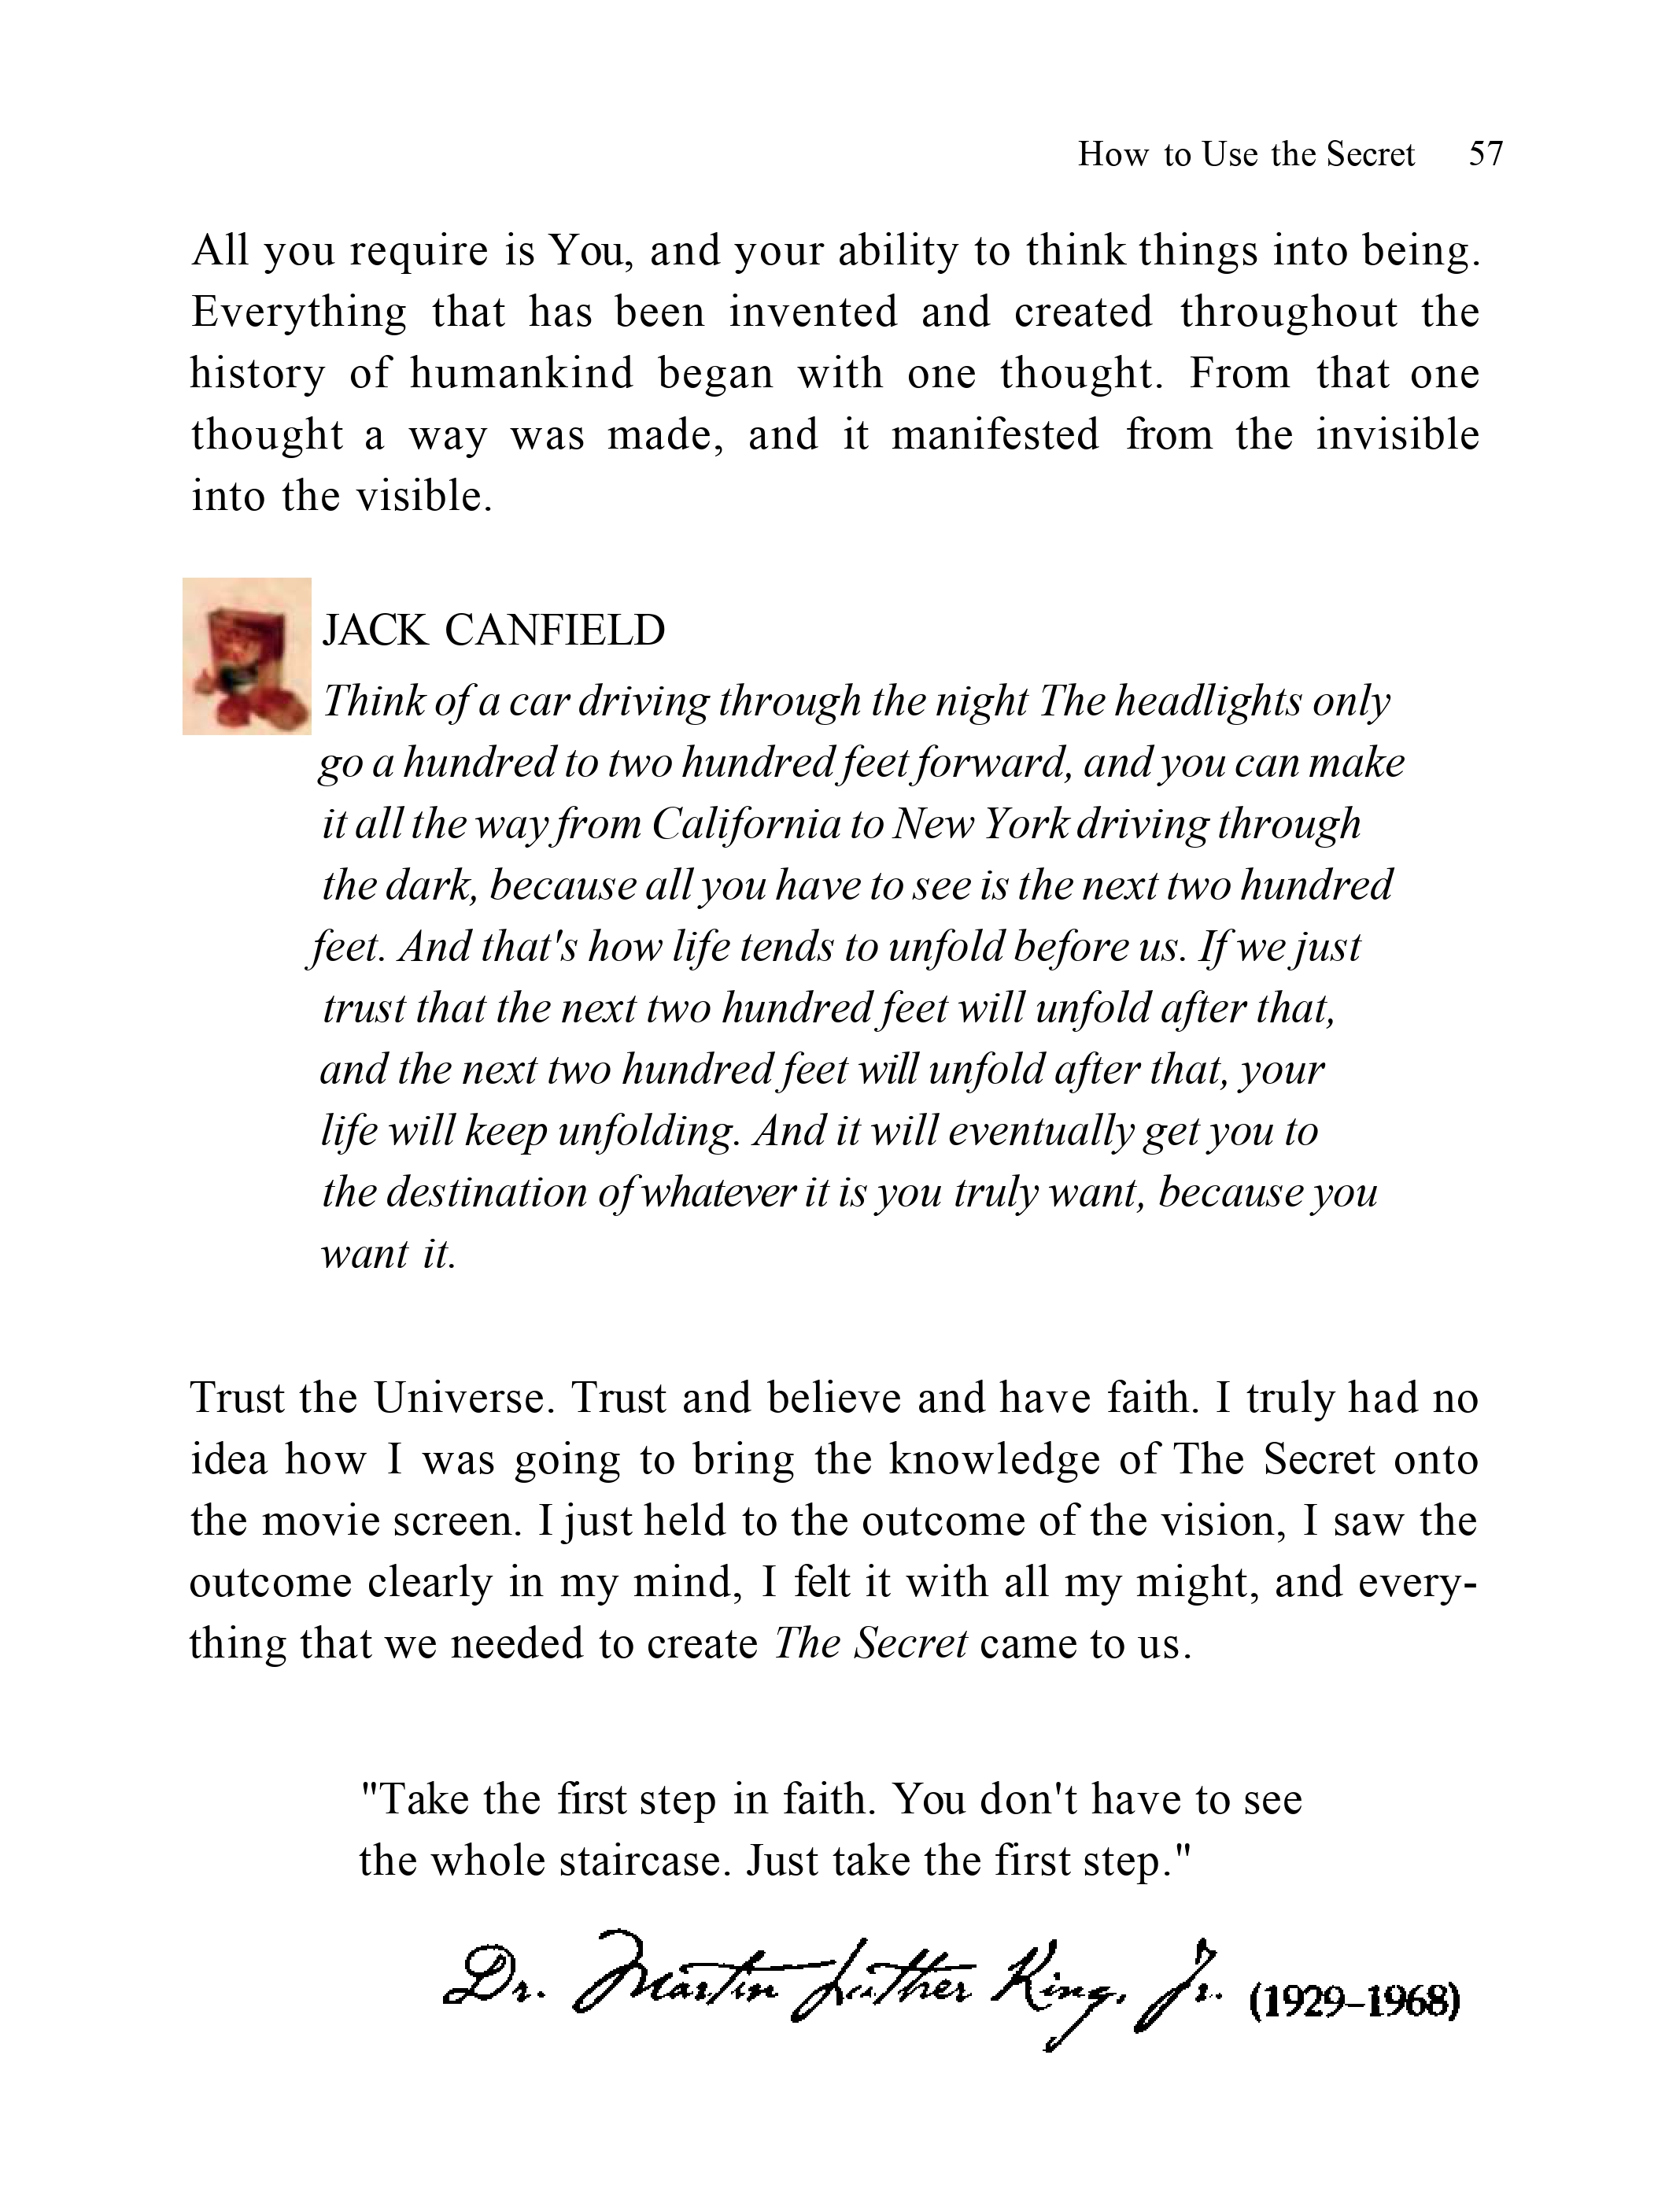 How to Use the Secret 57
All you require is You, and your ability to think things into being.
Everything that has been invented and created throughout the
history of humankind began with one thought. From that one
thought a way was made, and it manifested from the invisible
into the visible.
JACK CANFIELD
Think of a car driving through the night The headlights only
go a hundred to two hundred feet forward, and you can make
it all the way from California to New York driving through
the dark, because all you have to see is the next two hundred
feet. And that's how life tends to unfold before us. If we just
trust that the next two hundred feet will unfold after that,
and the next two hundred feet will unfold after that, your
life will keep unfolding. And it will eventually get you to
the destination of whatever it is you truly want, because you
want it.
Trust the Universe. Trust and believe and have faith. I truly had no
idea how I was going to bring the knowledge of The Secret onto
the movie screen. I just held to the outcome of the vision, I saw the
outcome clearly in my mind, I felt it with all my might, and every-
thing that we needed to create The Secret came to us.
"Take the first step in faith. You don't have to see
the whole staircase. Just take the first step."
Dr. Martin Luther King, Jr. (1929–1968)